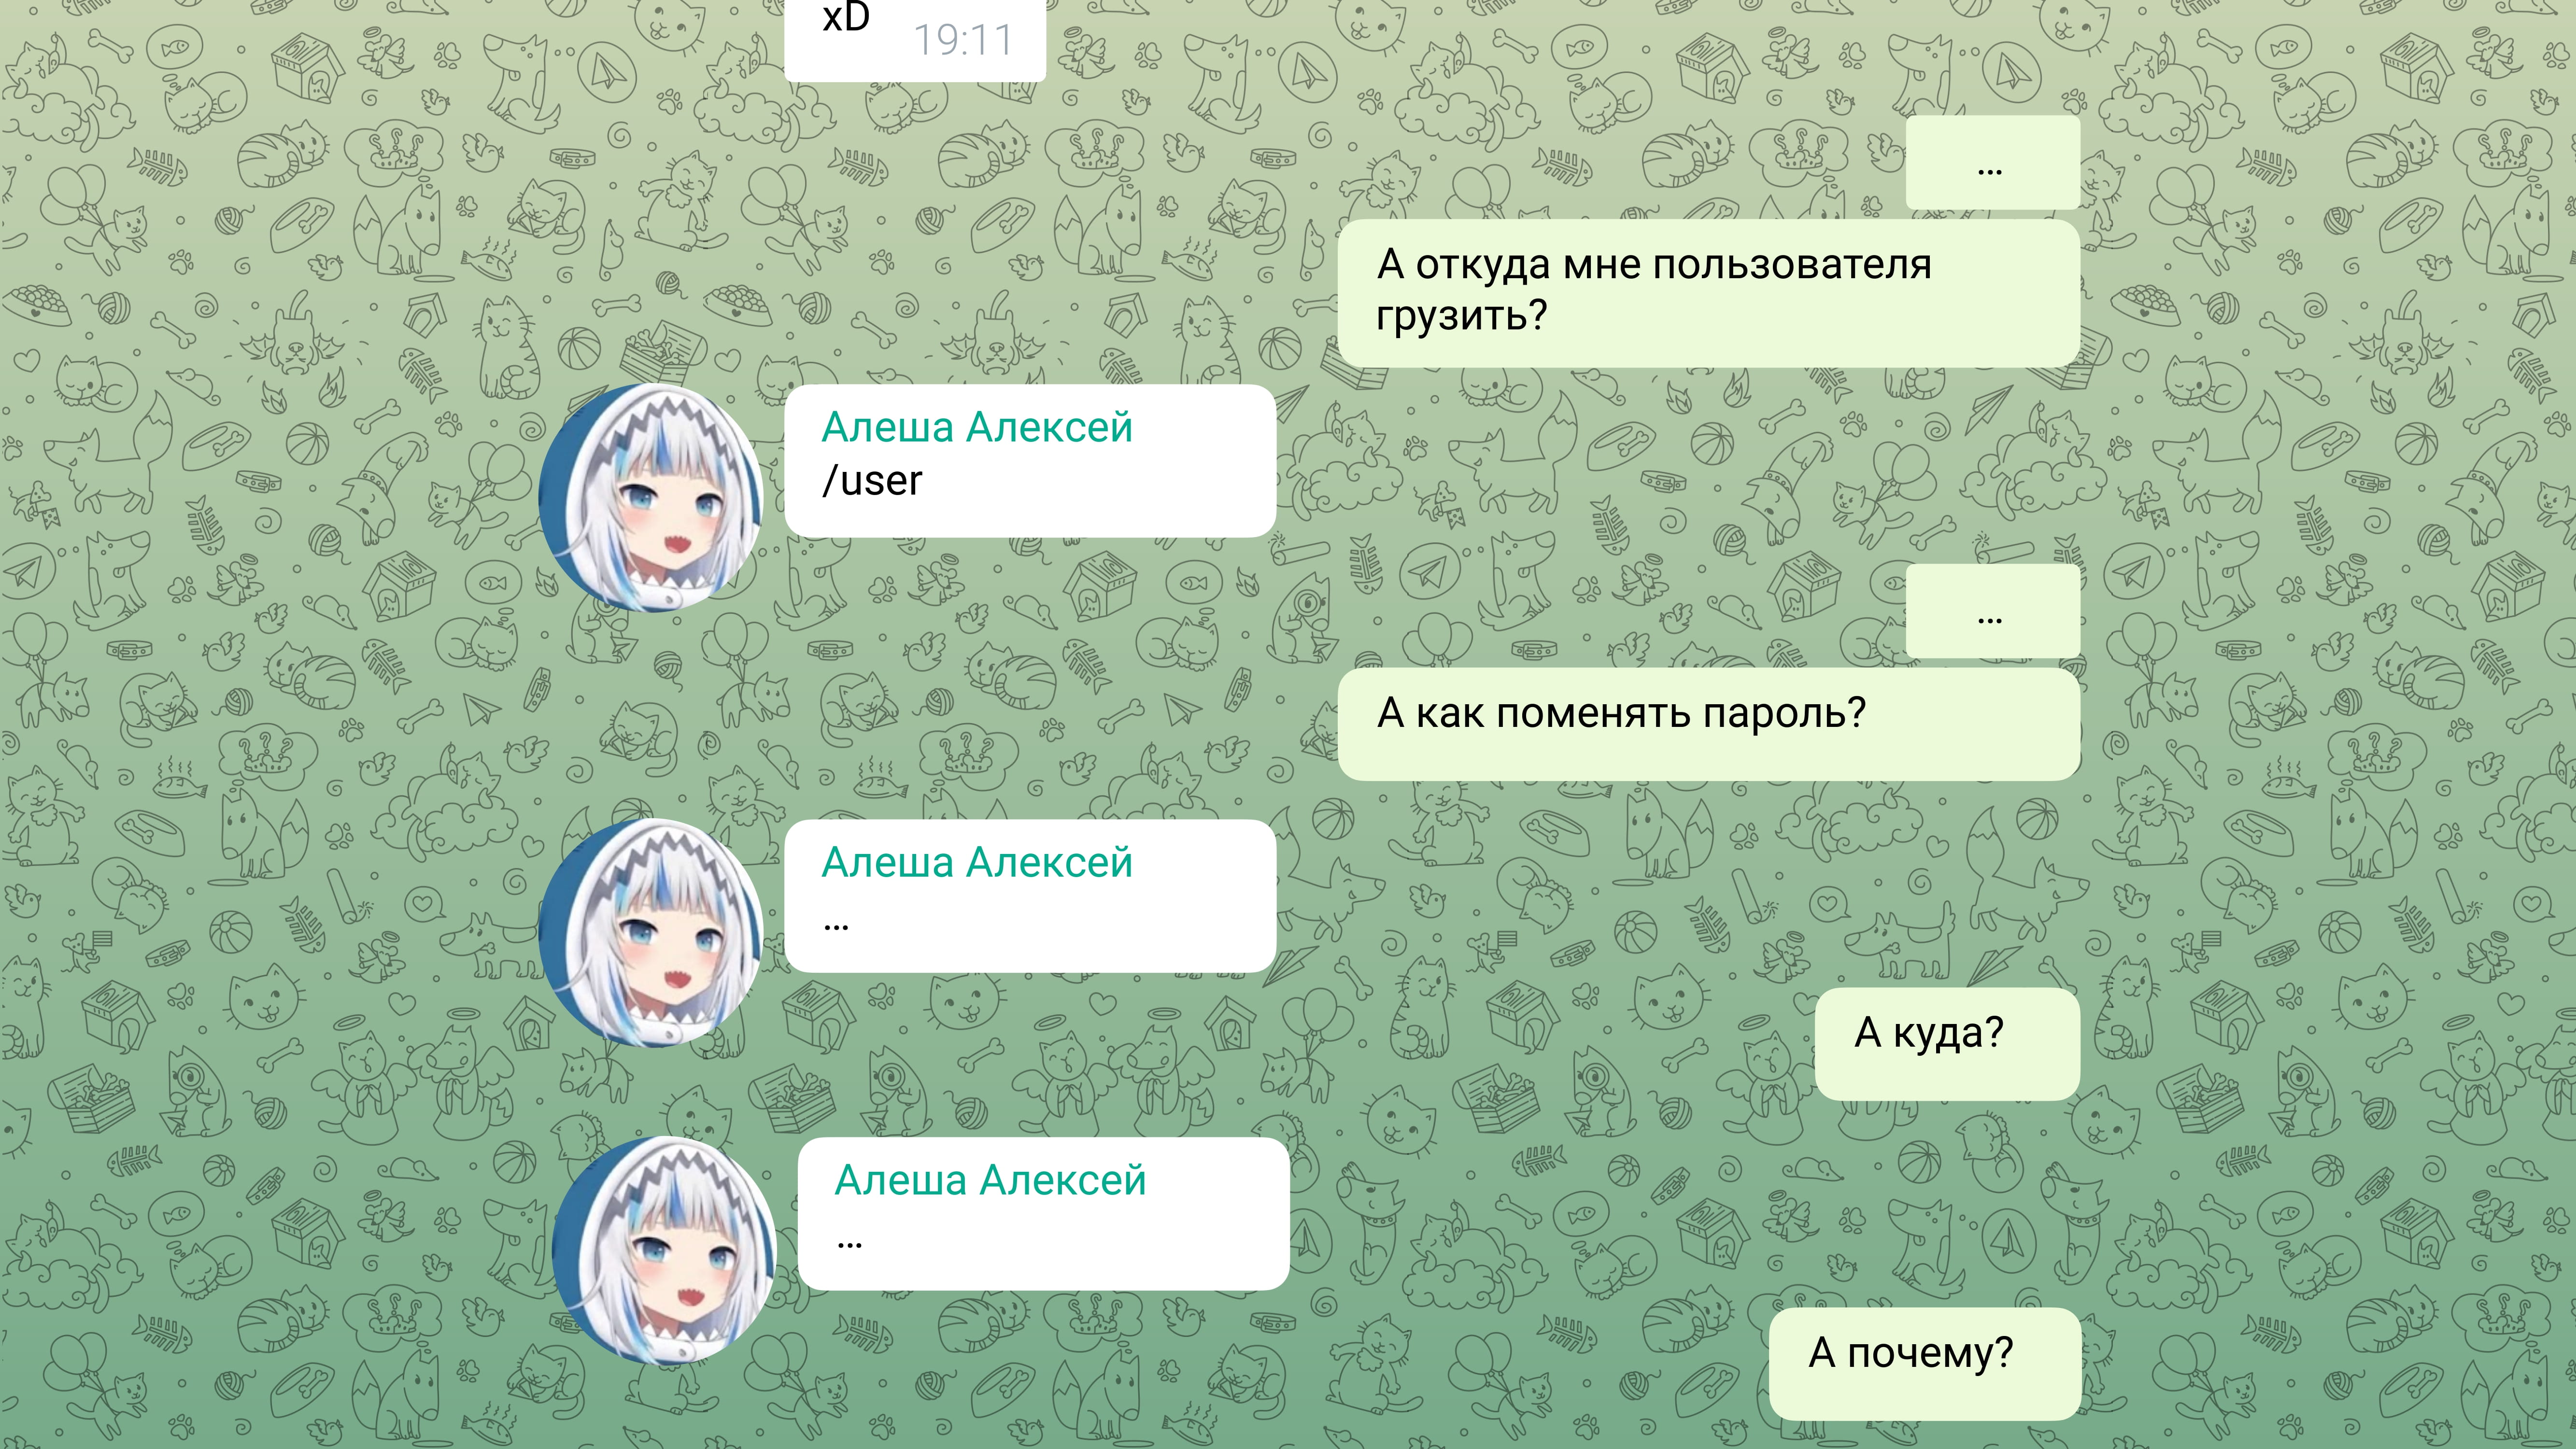 xD
19:11
...
А откуда мне пользователя
грузить?
Алеша Алексей
/user
...
А как поменять пароль?
Алеша Алексей
...
А куда?
Алеша Алексей
...
А почему?